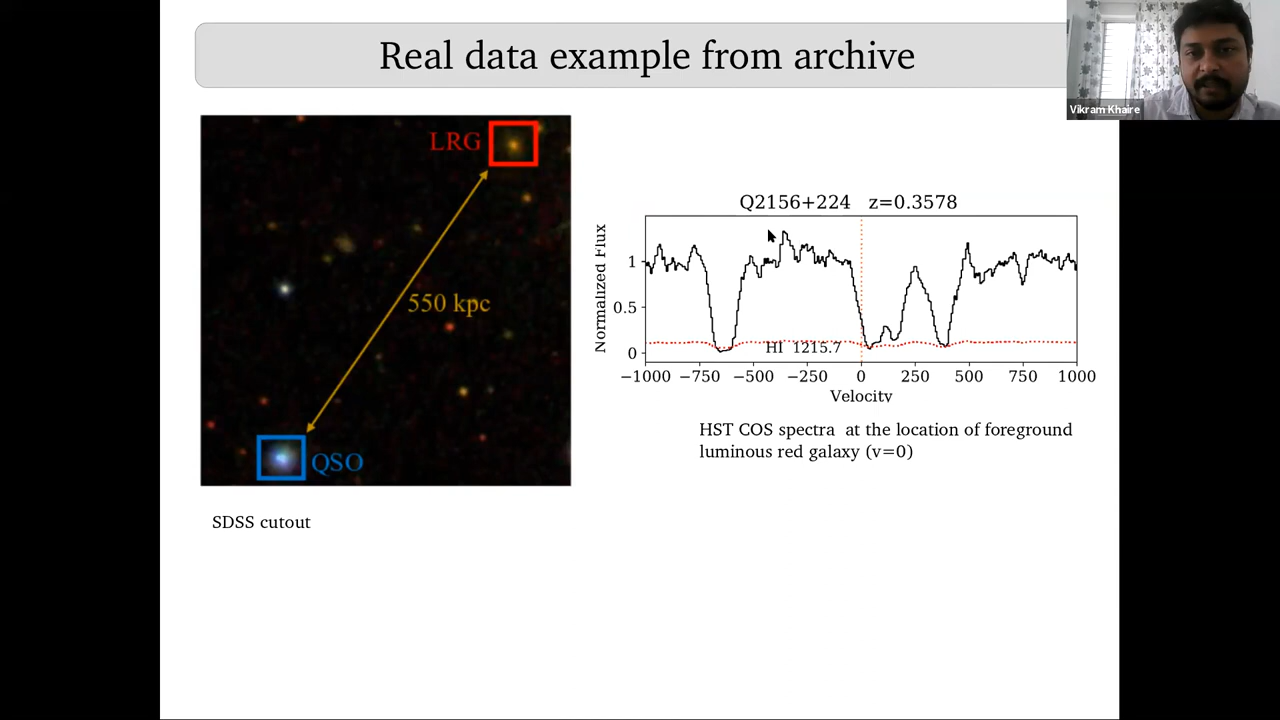 Real data example from archive
Vikram Khaire
LRG
550 kpc
QSO
SDSS cutout
Q2156+224 z=0.3578
Normalized Flux
1
0.5
0
HI 1215.7
−1000 −750 −500 −250 0 250 500 750 1000
Velocity
HST COS spectra at the location of foreground
luminous red galaxy (v=0)